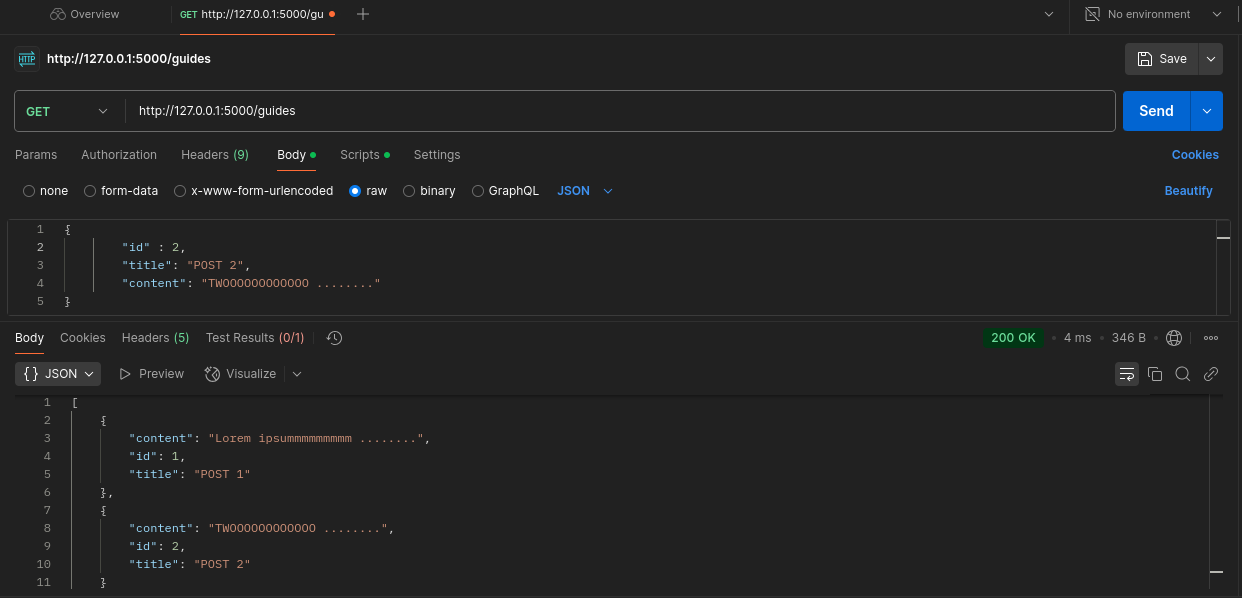 Overview
GET http://127.0.0.1:5000/gu
No environment
HTTP http://127.0.0.1:5000/guides
Save
GET http://127.0.0.1:5000/guides
Send
Params Authorization Headers (9) Body Scripts Settings Cookies
none form-data x-www-form-urlencoded raw binary GraphQL JSON Beautify
1 {
2 "id" : 2,
3 "title": "POST 2",
4 "content": "TWOOOOOOOOOOOO ........"
5 }
Body Cookies Headers (5) Test Results (0/1) 200 OK • 4 ms • 346 B •
{} JSON Preview Visualize
1 [
2 {
3 "content": "Lorem ipsummmmmmmmm ........",
4 "id": 1,
5 "title": "POST 1"
6 },
7 {
8 "content": "TWOOOOOOOOOOOO ........",
9 "id": 2,
10 "title": "POST 2"
11 }